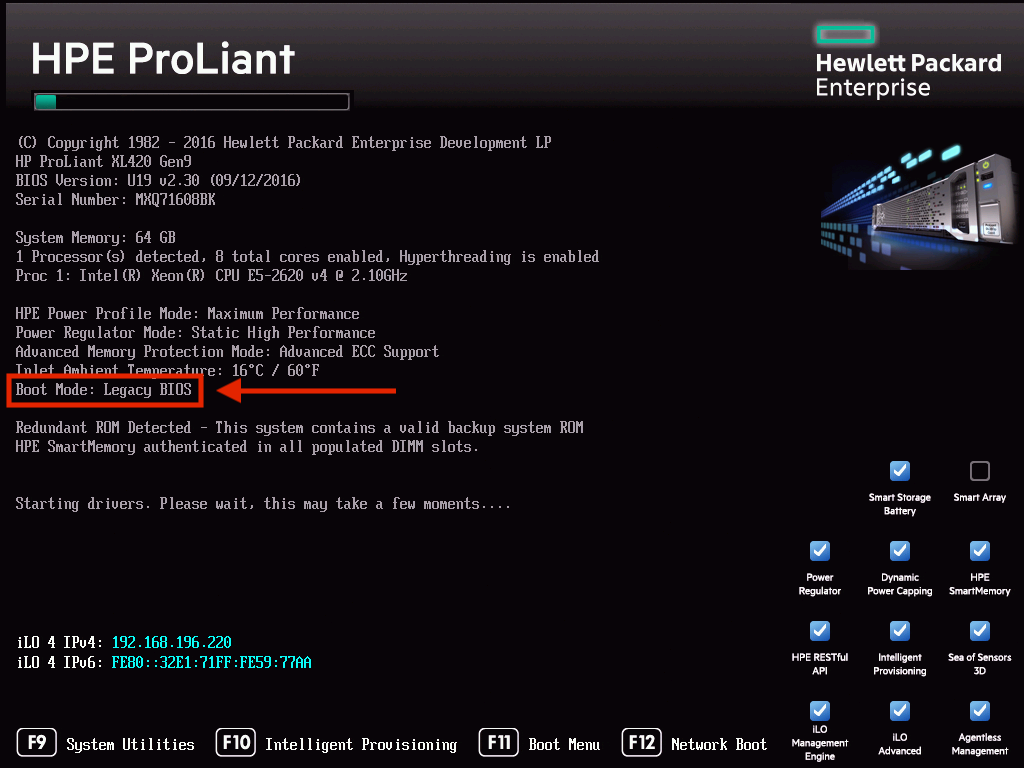 HPE ProLiant
Hewlett Packard
Enterprise
(C) Copyright 1982 - 2016 Hewlett Packard Enterprise Development LP
HP ProLiant XL420 Gen9
BIOS Version: U19 v2.30 (09/12/2016)
Serial Number: MXQ71608BK
System Memory: 64 GB
1 Processor(s) detected, 8 total cores enabled, Hyperthreading is enabled
Proc 1: Intel(R) Xeon(R) CPU E5-2620 v4 @ 2.10GHz
HPE Power Profile Mode: Maximum Performance
Power Regulator Mode: Static High Performance
Advanced Memory Protection Mode: Advanced ECC Support
Inlet Ambient Temperature: 16°C / 60°F
Boot Mode: Legacy BIOS
Redundant ROM Detected - This system contains a valid backup system ROM
HPE SmartMemory authenticated in all populated DIMM slots.
Starting drivers. Please wait, this may take a few moments....
Smart Storage
Battery
Smart Array
Power
Regulator
Dynamic
Power Capping
HPE
SmartMemory
HPE RESTful
API
Intelligent
Provisioning
Sea of Sensors
3D
iLO
Management
Engine
iLO
Advanced
Agentless
Management
iLO 4 IPv4: 192.168.196.220
iLO 4 IPv6: FE80::32E1:71FF:FE59:77AA
F9 System Utilities F10 Intelligent Provisioning F11 Boot Menu F12 Network Boot